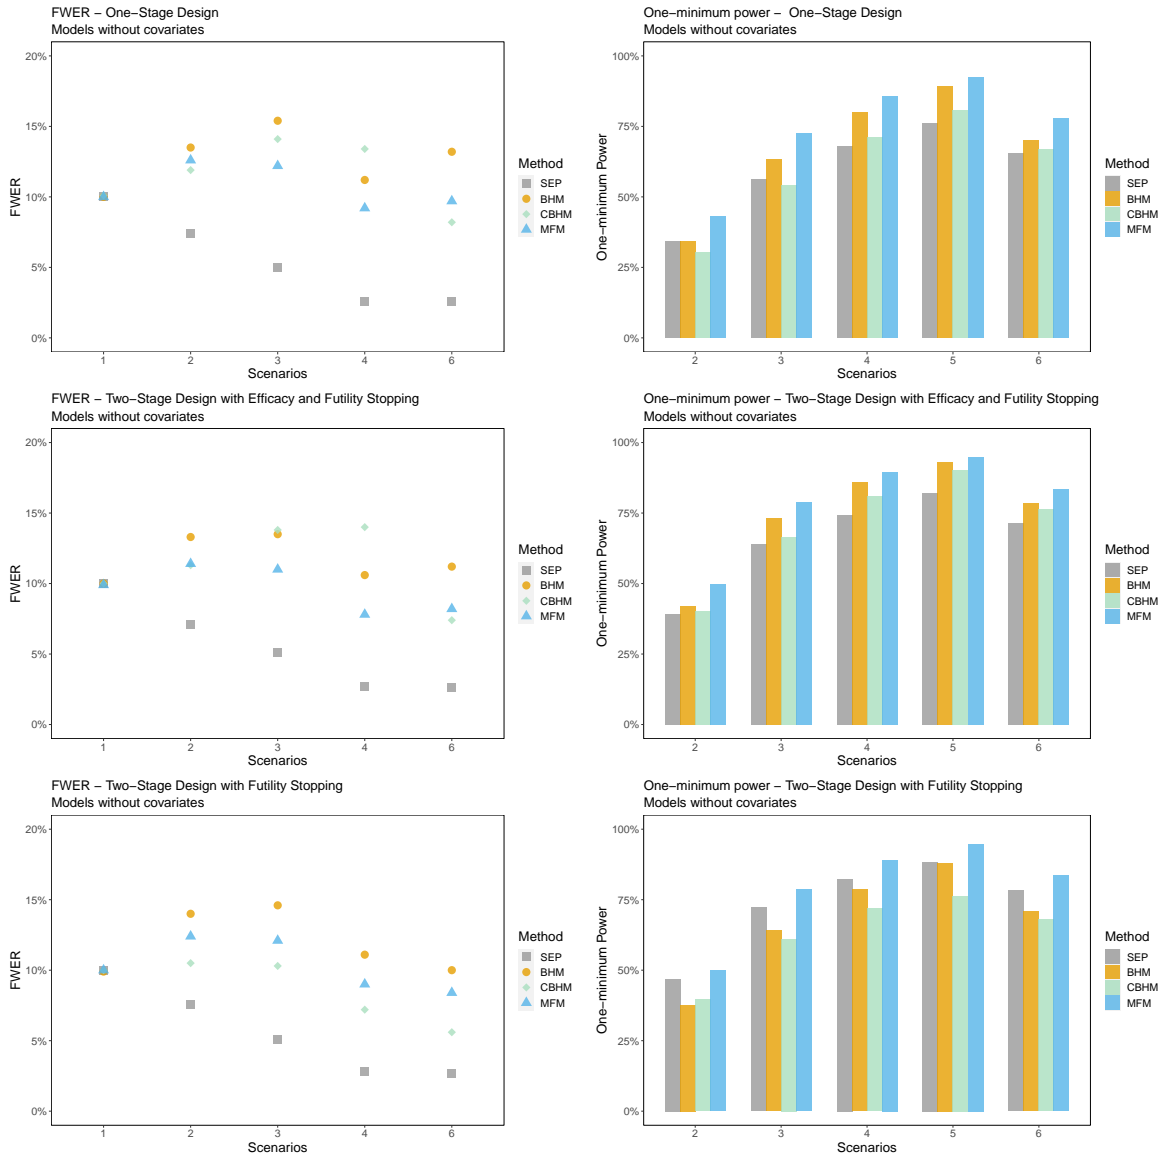 FWER – One–Stage Design
Models without covariates
20%
15%
10%
5%
0%
FWER
1 2 3 4 6
Scenarios
Method
SEP
BHM
CBHM
MFM
One–minimum power – One–Stage Design
Models without covariates
100%
75%
50%
25%
0%
One–minimum Power
2 3 4 5 6
Scenarios
Method
SEP
BHM
CBHM
MFM
FWER – Two–Stage Design with Efficacy and Futility Stopping
Models without covariates
20%
15%
10%
5%
0%
FWER
1 2 3 4 6
Scenarios
Method
SEP
BHM
CBHM
MFM
One–minimum power – Two–Stage Design with Efficacy and Futility Stopping
Models without covariates
100%
75%
50%
25%
0%
One–minimum Power
2 3 4 5 6
Scenarios
Method
SEP
BHM
CBHM
MFM
FWER – Two–Stage Design with Futility Stopping
Models without covariates
20%
15%
10%
5%
0%
FWER
1 2 3 4 6
Scenarios
Method
SEP
BHM
CBHM
MFM
One–minimum power – Two–Stage Design with Futility Stopping
Models without covariates
100%
75%
50%
25%
0%
One–minimum Power
2 3 4 5 6
Scenarios
Method
SEP
BHM
CBHM
MFM